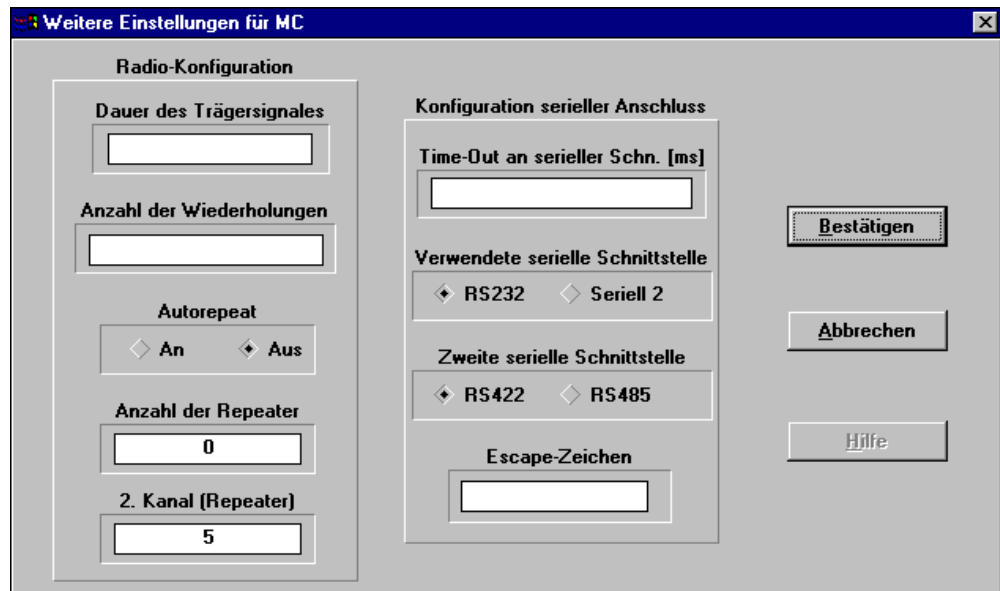 Weitere Einstellungen für MC
Radio-Konfiguration
Dauer des Trägersignales
Anzahl der Wiederholungen
Autorepeat
An Aus
Anzahl der Repeater
0
2. Kanal (Repeater)
5
Konfiguration serieller Anschluss
Time-Out an serieller Schn. [ms]
Verwendete serielle Schnittstelle
RS232 Seriell 2
Zweite serielle Schnittstelle
RS422 RS485
Escape-Zeichen
Bestätigen
Abbrechen
Hilfe